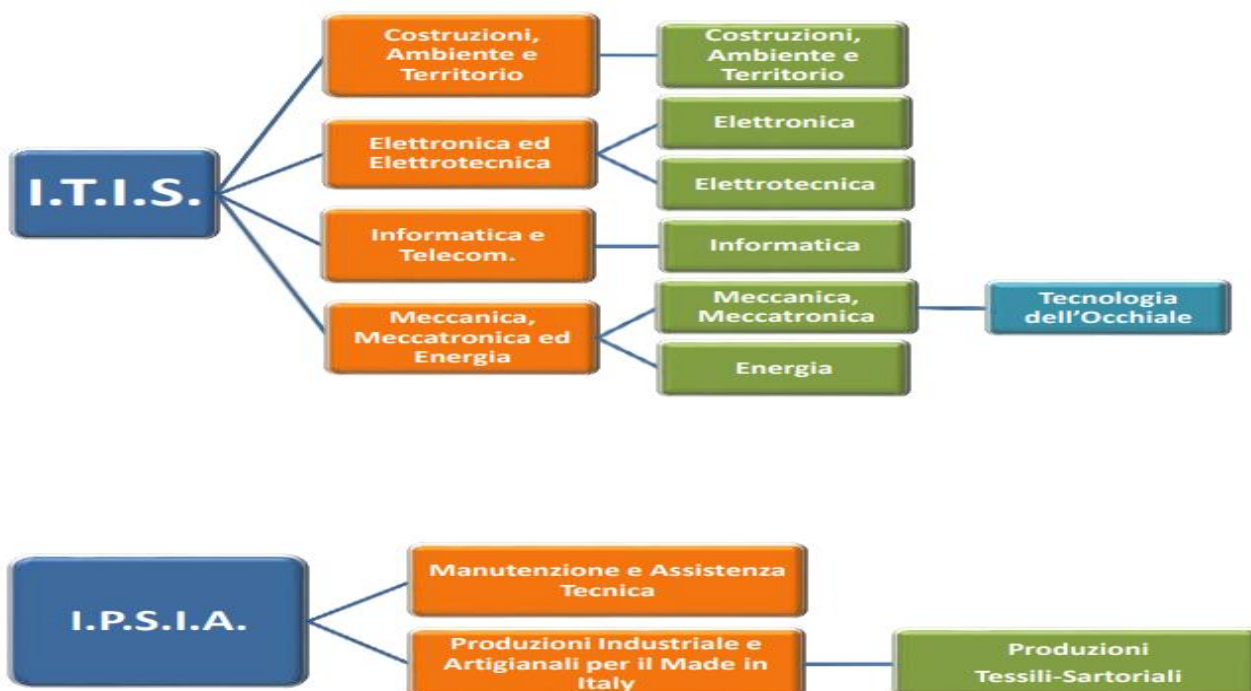 I.T.I.S.
Costruzioni,
Ambiente e
Territorio
Costruzioni,
Ambiente e
Territorio
Elettronica ed
Elettrotecnica
Elettronica
Elettrotecnica
Informatica e
Telecom.
Informatica
Meccanica,
Meccatronica ed
Energia
Meccanica,
Meccatronica
Energia
Tecnologia
dell'Occhiale
I.P.S.I.A.
Manutenzione e Assistenza
Tecnica
Produzioni Industriale e
Artigianali per il Made in
Italy
Produzioni
Tessili-Sartoriali